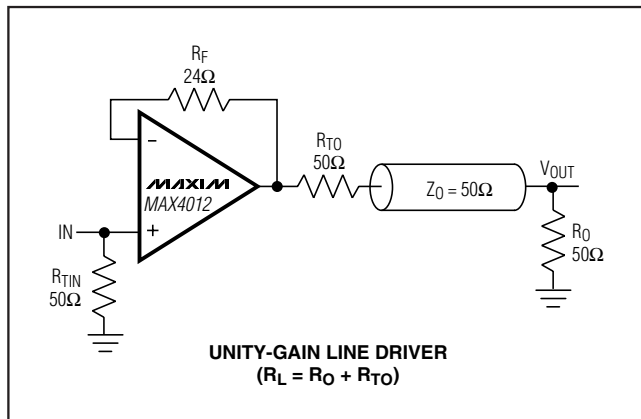 R_F
24Ω
R_TO
50Ω
−
MAXIM
MAX4012
Z_O = 50Ω
V_OUT
IN
+
R_TIN
50Ω
R_O
50Ω
UNITY-GAIN LINE DRIVER
(R_L = R_O + R_TO)